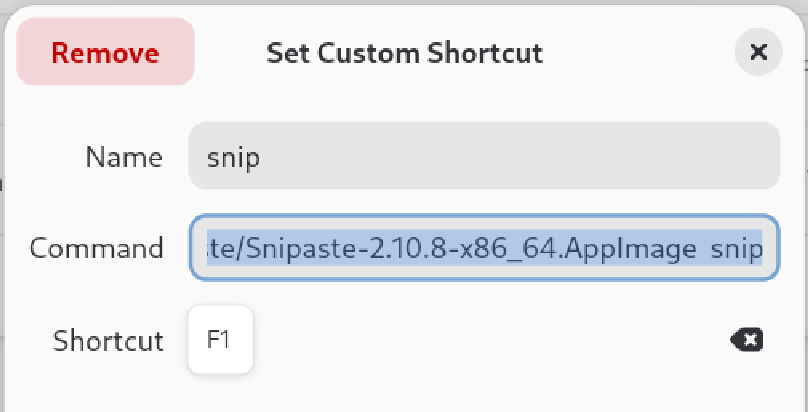 Remove
Set Custom Shortcut
Name
snip
Command
te/Snipaste-2.10.8-x86_64.AppImage snip
Shortcut
F1